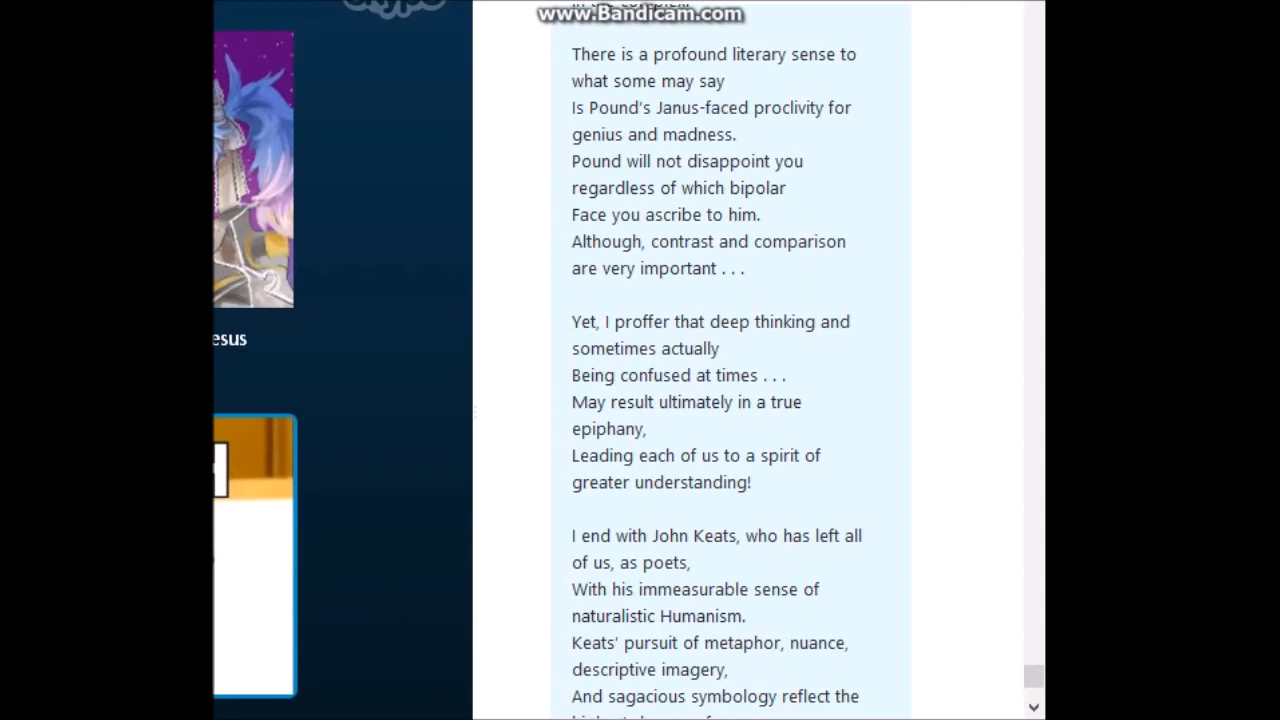 www.Bandicam.com
There is a profound literary sense to
what some may say
Is Pound's Janus-faced proclivity for
genius and madness.
Pound will not disappoint you
regardless of which bipolar
Face you ascribe to him.
Although, contrast and comparison
are very important . . .
Yet, I proffer that deep thinking and
sometimes actually
Being confused at times . . .
May result ultimately in a true
epiphany,
Leading each of us to a spirit of
greater understanding!
I end with John Keats, who has left all
of us, as poets,
With his immeasurable sense of
naturalistic Humanism.
Keats' pursuit of metaphor, nuance,
descriptive imagery,
And sagacious symbology reflect the
esus